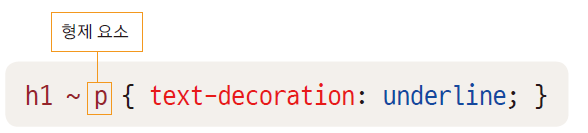 형제 요소
h1 ~ p { text-decoration: underline; }